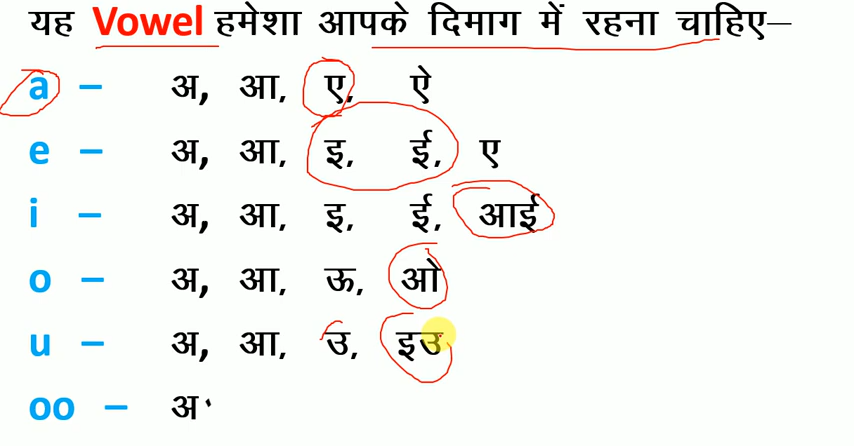 यह Vowel हमेशा आपके दिमाग में रहना चाहिए–
a – अ, आ, ए, ऐ
e – अ, आ, इ, ई, ए
i – अ, आ, इ, ई, आई
o – अ, आ, ऊ, ओ
u – अ, आ, उ, इउ
oo – अ